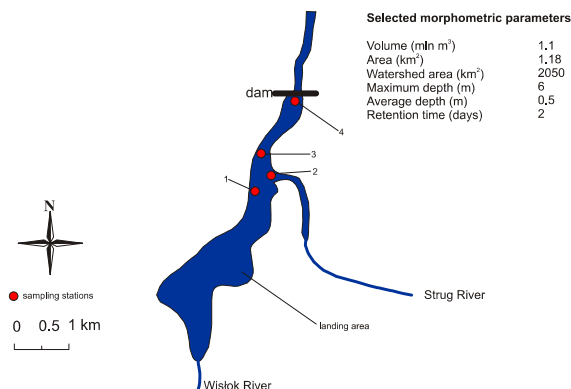 Selected morphometric parameters
Volume (mln m³) 1.1
Area (km²) 1.18
Watershed area (km²) 2050
Maximum depth (m) 6
Average depth (m) 0.5
Retention time (days) 2
dam
4
3
2
1
N
sampling stations
Strug River
0 0.5 1 km
landing area
Wisłok River